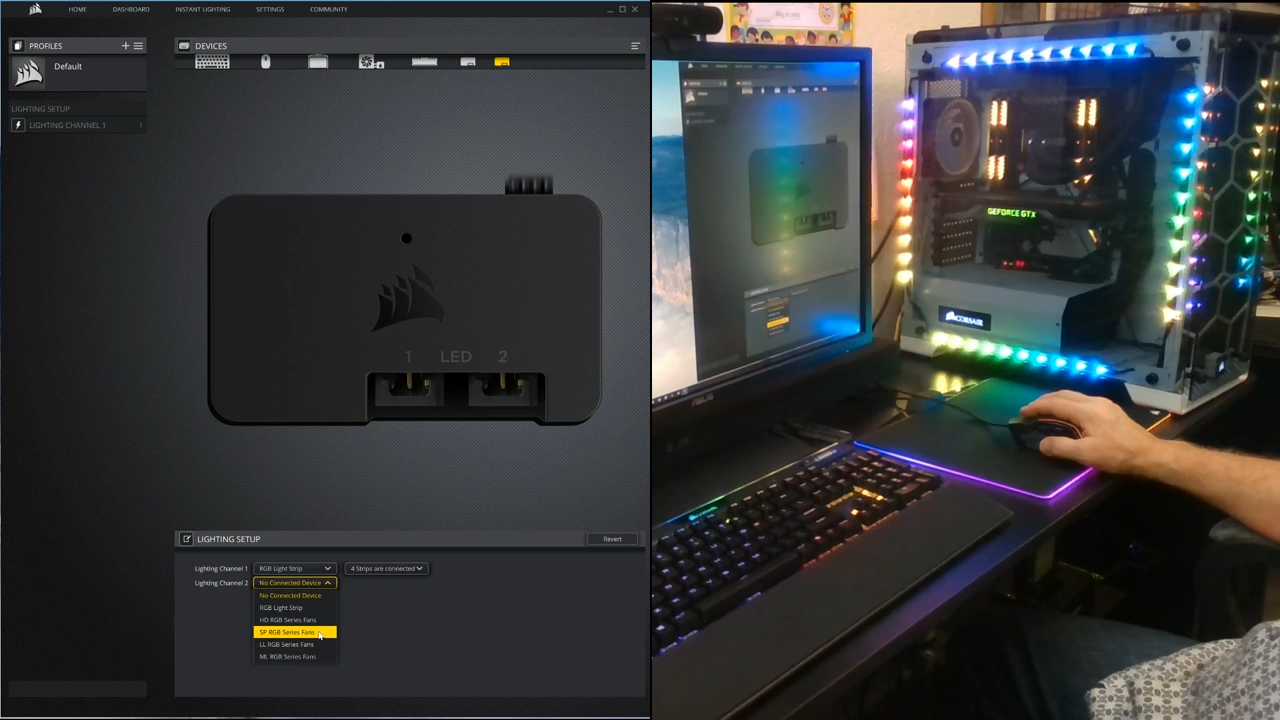 HOME DASHBOARD INSTANT LIGHTING SETTINGS COMMUNITY
PROFILES
Default
LIGHTING SETUP
LIGHTING CHANNEL 1 1
DEVICES
1 LED 2
LIGHTING SETUP
Revert
Lighting Channel 1 RGB Light Strip 4 Strips are connected
Lighting Channel 2 No Connected Device
No Connected Device
RGB Light Strip
HD RGB Series Fans
SP RGB Series Fans
LL RGB Series Fans
ML RGB Series Fans
GEFORCE GTX
CORSAIR
ASUS